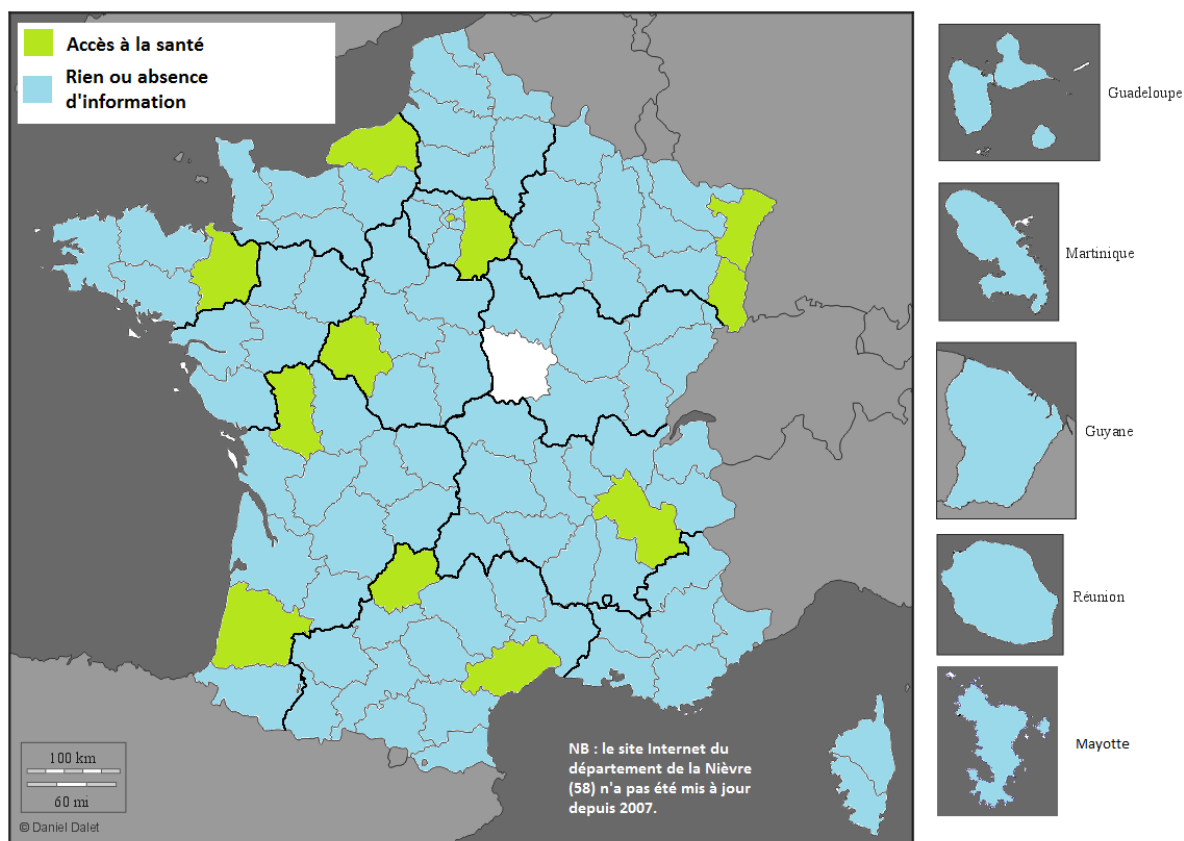 Accès à la santé
Rien ou absence
d'information
Guadeloupe
Martinique
Guyane
Réunion
Mayotte
NB : le site Internet du
département de la Nièvre
(58) n'a pas été mis à jour
depuis 2007.
100 km
60 mi
© Daniel Dalet